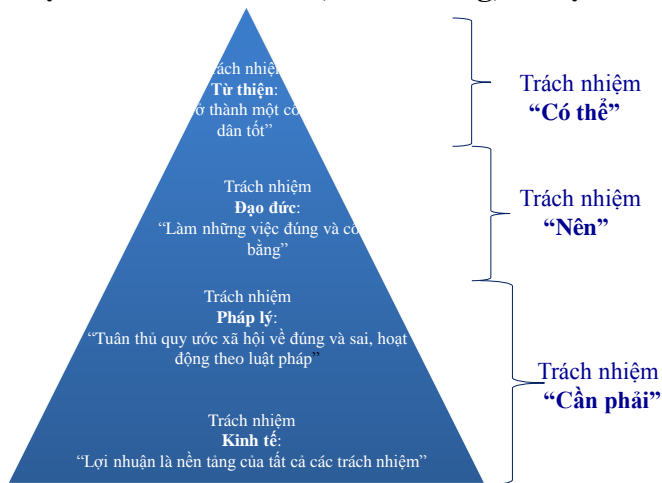 Trách nhiệm
Từ thiện:
thành một
dân tốt”
Trách nhiệm
“Có thể”
Trách nhiệm
Đạo đức:
“Làm những việc đúng và
bằng”
Trách nhiệm
“Nên”
Trách nhiệm
Pháp lý:
“Tuân thủ quy ước xã hội về đúng và sai, hoạt
động theo luật pháp”
Trách nhiệm
“Cần phải”
Trách nhiệm
Kinh tế:
“Lợi nhuận là nền tảng của tất cả các trách nhiệm”